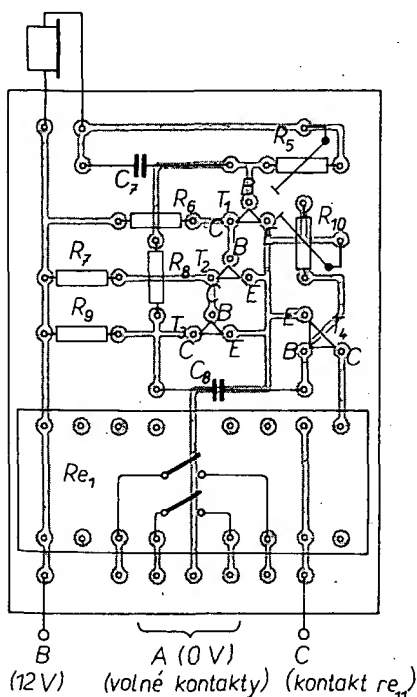 R5
C7
B
R6
T1
C
E
R10
B
R7
R8
T2
C
E
B
E
T4
R9
T3
C
E
B
C
C8
Re1
B
A (0 V)
C
(12 V)
(volné kontakty)
(kontakt re11)